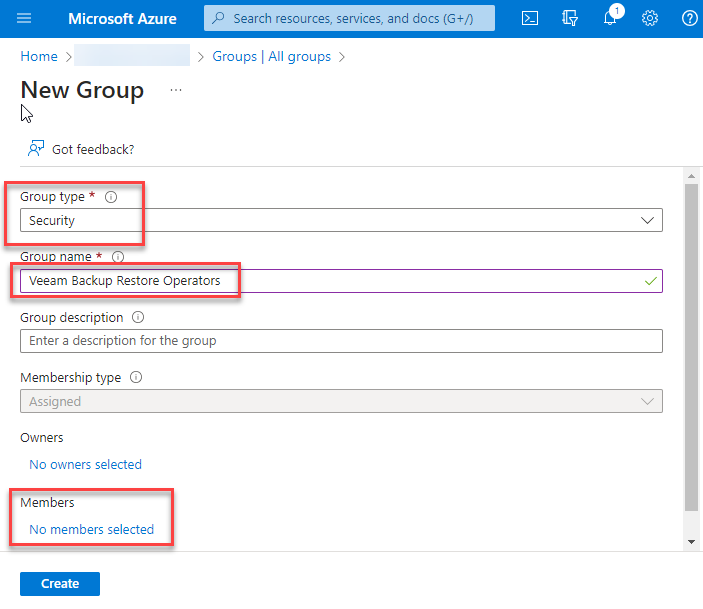 Microsoft Azure
Search resources, services, and docs (G+/)
1
Home > > Groups | All groups >
New Group ...
Got feedback?
Group type *
Security
Group name *
Veeam Backup Restore Operators
Group description
Enter a description for the group
Membership type
Assigned
Owners
No owners selected
Members
No members selected
Create